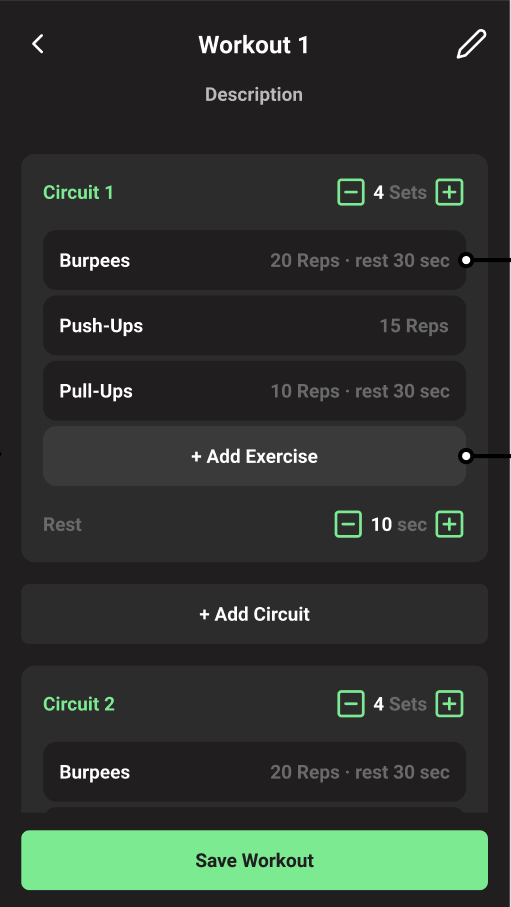 Workout 1
Description
Circuit 1 4 Sets
Burpees 20 Reps · rest 30 sec
Push-Ups 15 Reps
Pull-Ups 10 Reps · rest 30 sec
+ Add Exercise
Rest 10 sec
+ Add Circuit
Circuit 2 4 Sets
Burpees 20 Reps · rest 30 sec
Save Workout